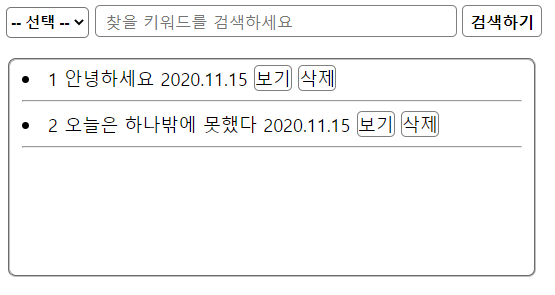 -- 선택 -- 찾을 키워드를 검색하세요 검색하기
1 안녕하세요 2020.11.15 보기 삭제
2 오늘은 하나밖에 못했다 2020.11.15 보기 삭제